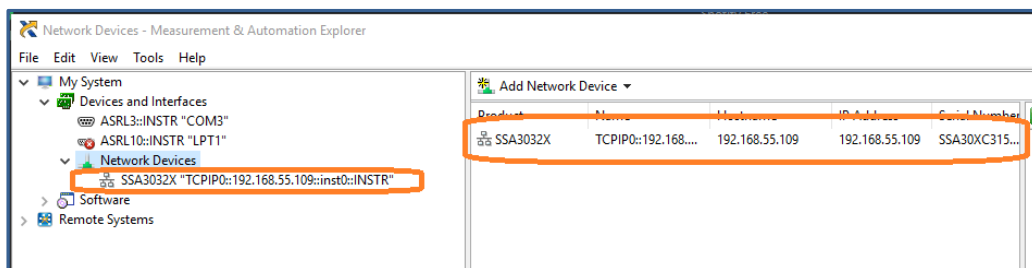 Network Devices - Measurement & Automation Explorer
File Edit View Tools Help
My System
Devices and Interfaces
ASRL3::INSTR "COM3"
ASRL10::INSTR "LPT1"
Network Devices
SSA3032X "TCPIP0::192.168.55.109::inst0::INSTR"
Software
Remote Systems
Add Network Device
Product Name Hostname IP Address Serial Number
SSA3032X TCPIP0::192.168.... 192.168.55.109 192.168.55.109 SSA30XC315...